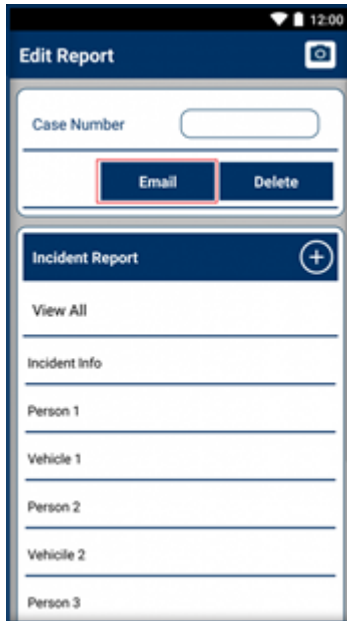 12:00
Edit Report
Case Number
Email Delete
Incident Report
View All
Incident Info
Person 1
Vehicle 1
Person 2
Vehicile 2
Person 3